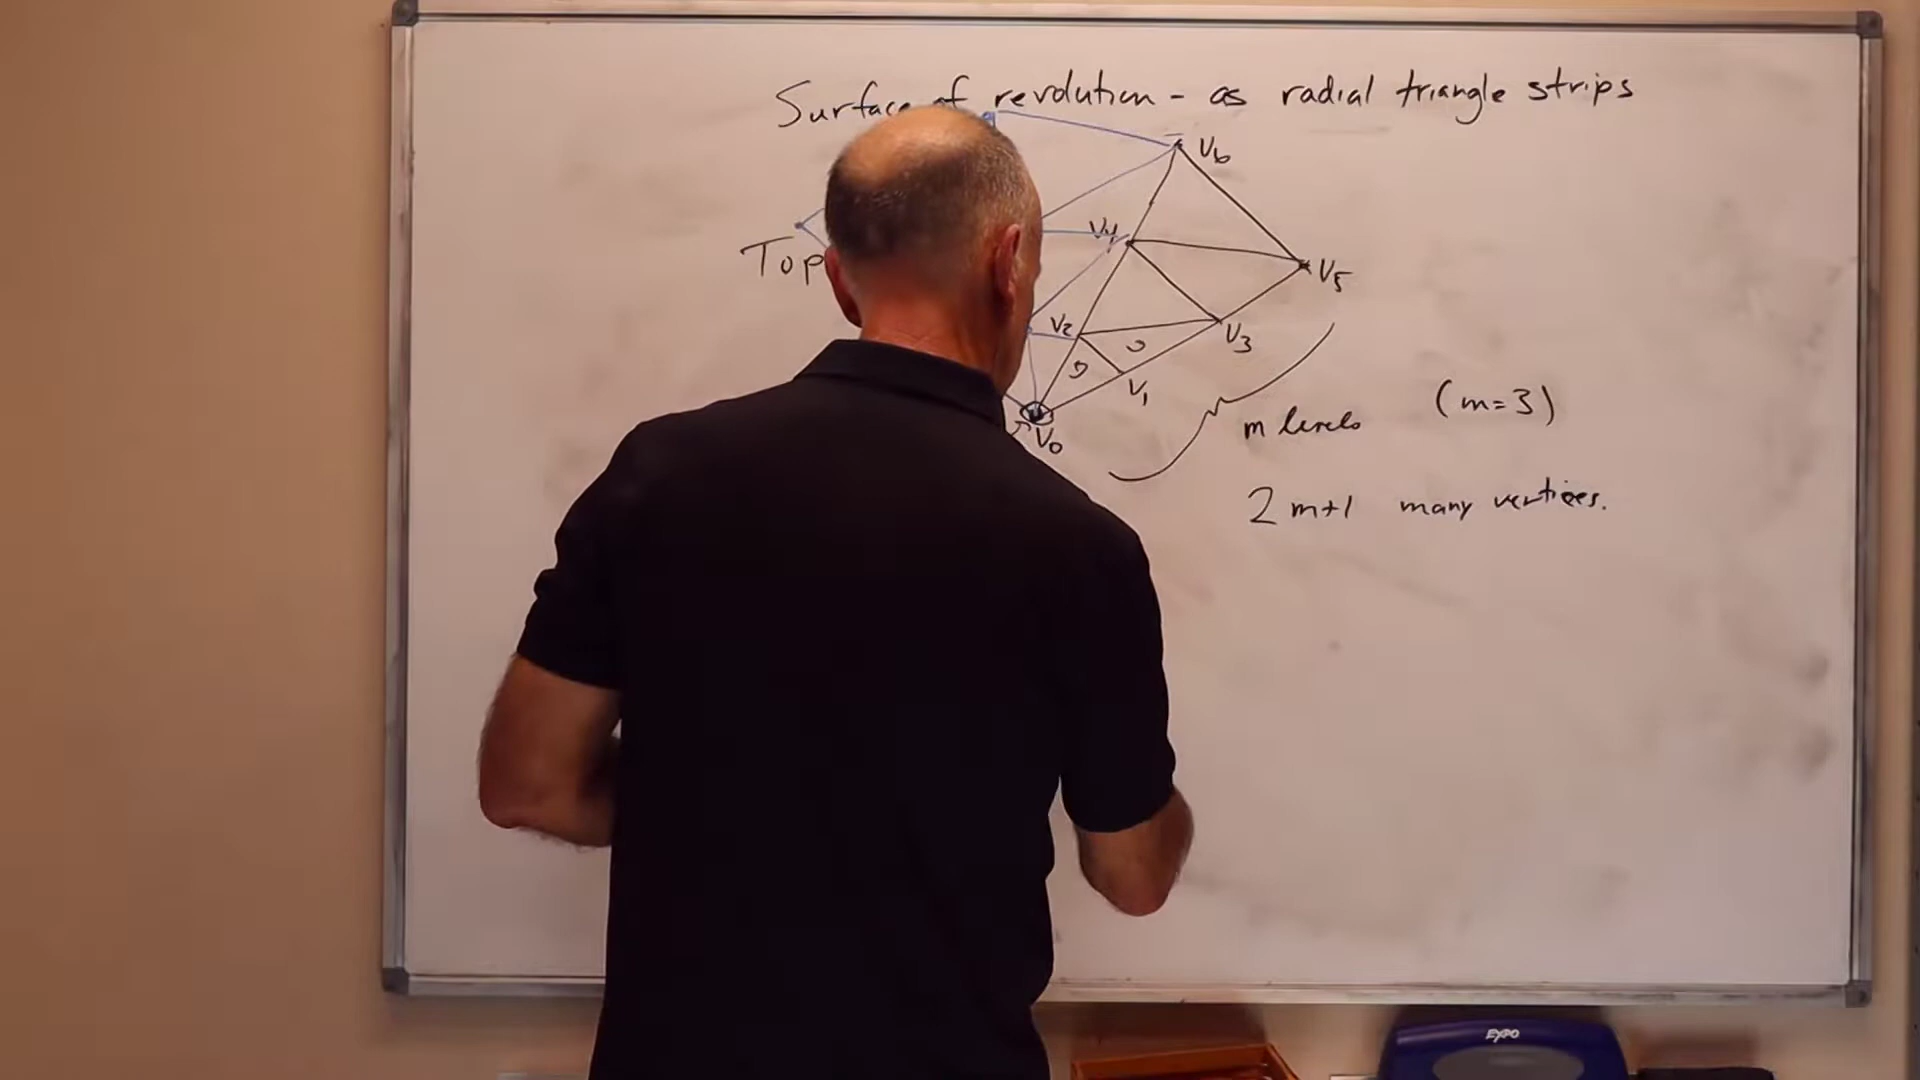 Surface of revolution - as radial triangle strips
V6
V4
Top
V5
V2
V3
V1
m levels (m=3)
V0
2m+1 many vertices.
EXPO